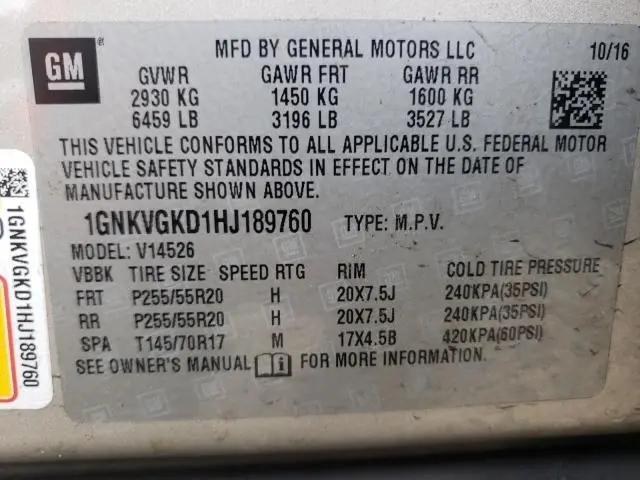 GM
MFD BY GENERAL MOTORS LLC 10/16
GVWR GAWR FRT GAWR RR
2930 KG 1450 KG 1600 KG
6459 LB 3196 LB 3527 LB
THIS VEHICLE CONFORMS TO ALL APPLICABLE U.S. FEDERAL MOTOR
VEHICLE SAFETY STANDARDS IN EFFECT ON THE DATE OF
MANUFACTURE SHOWN ABOVE.
1GNKVGKD1HJ189760 TYPE: M.P.V.
MODEL: V14526
VBBK TIRE SIZE SPEED RTG RIM COLD TIRE PRESSURE
FRT P255/55R20 H 20X7.5J 240KPA(35PSI)
RR P255/55R20 H 20X7.5J 240KPA(35PSI)
SPA T145/70R17 M 17X4.5B 420KPA(60PSI)
SEE OWNER'S MANUAL FOR MORE INFORMATION.
1GNKVGKD1HJ189760